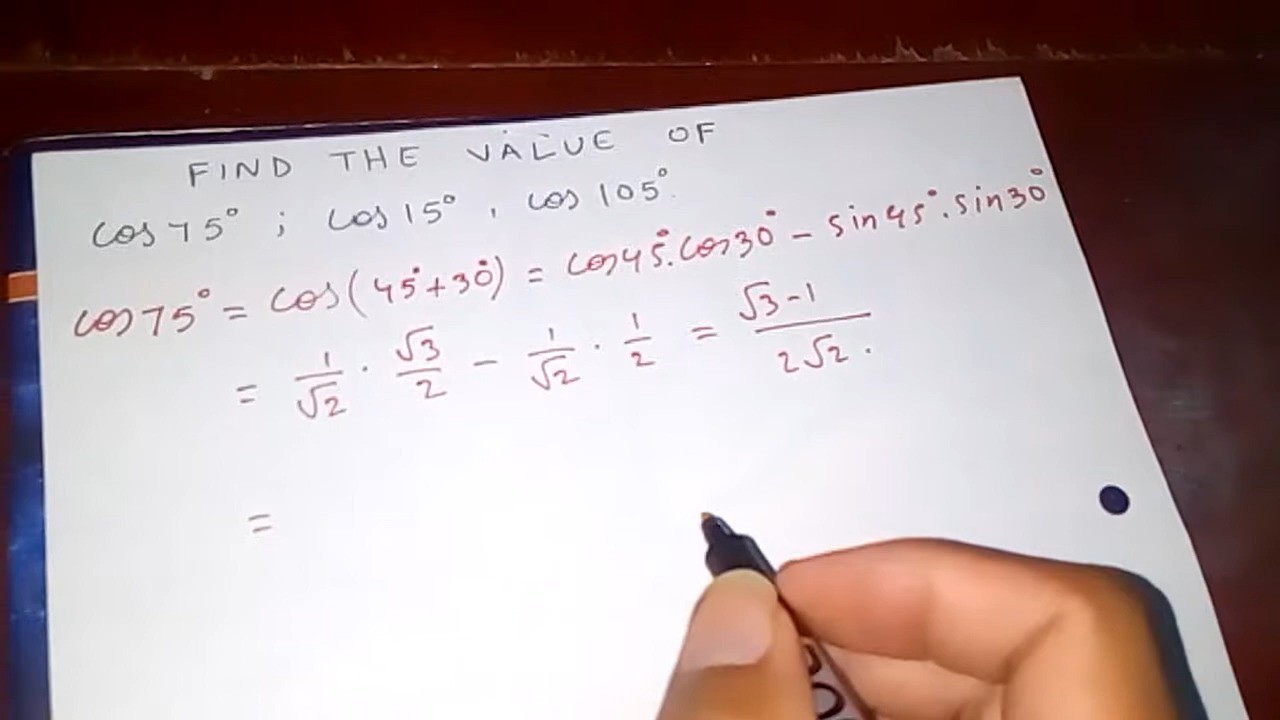 FIND THE VALUE OF
cos 75° ; cos 15° , cos 105°.
cos 75° = cos(45°+30°) = cos45°.cos30° - sin45°.sin30°
= 1/√2 · √3/2 - 1/√2 · 1/2 = √3-1/2√2.
=